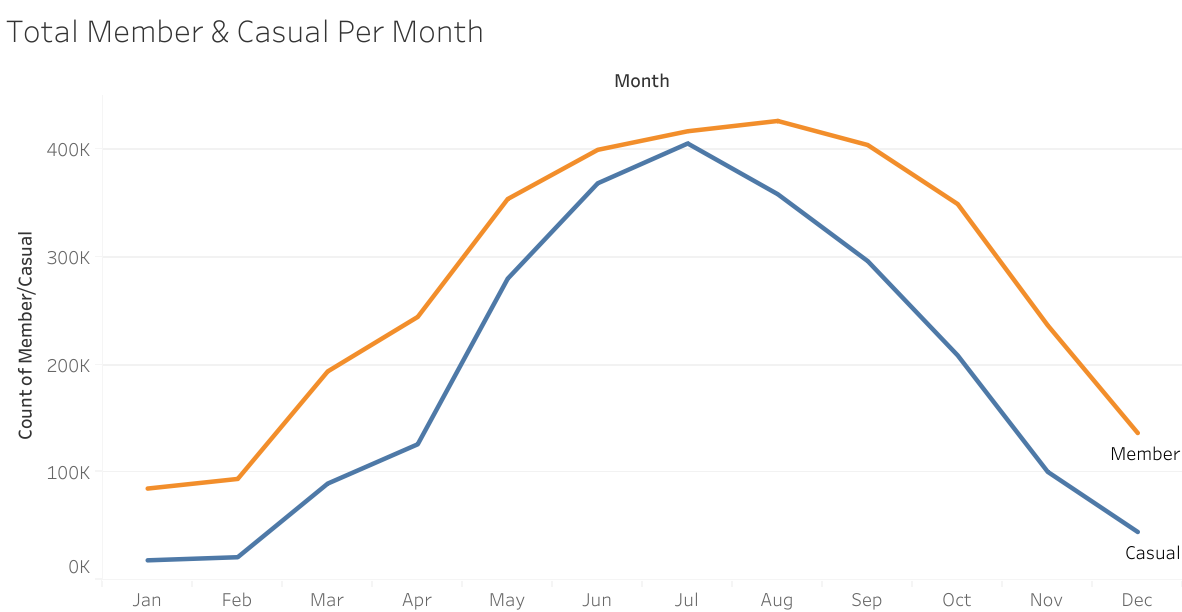 Total Member & Casual Per Month
Month
Count of Member/Casual
400K
300K
200K
100K
0K
Member
Casual
Jan Feb Mar Apr May Jun Jul Aug Sep Oct Nov Dec